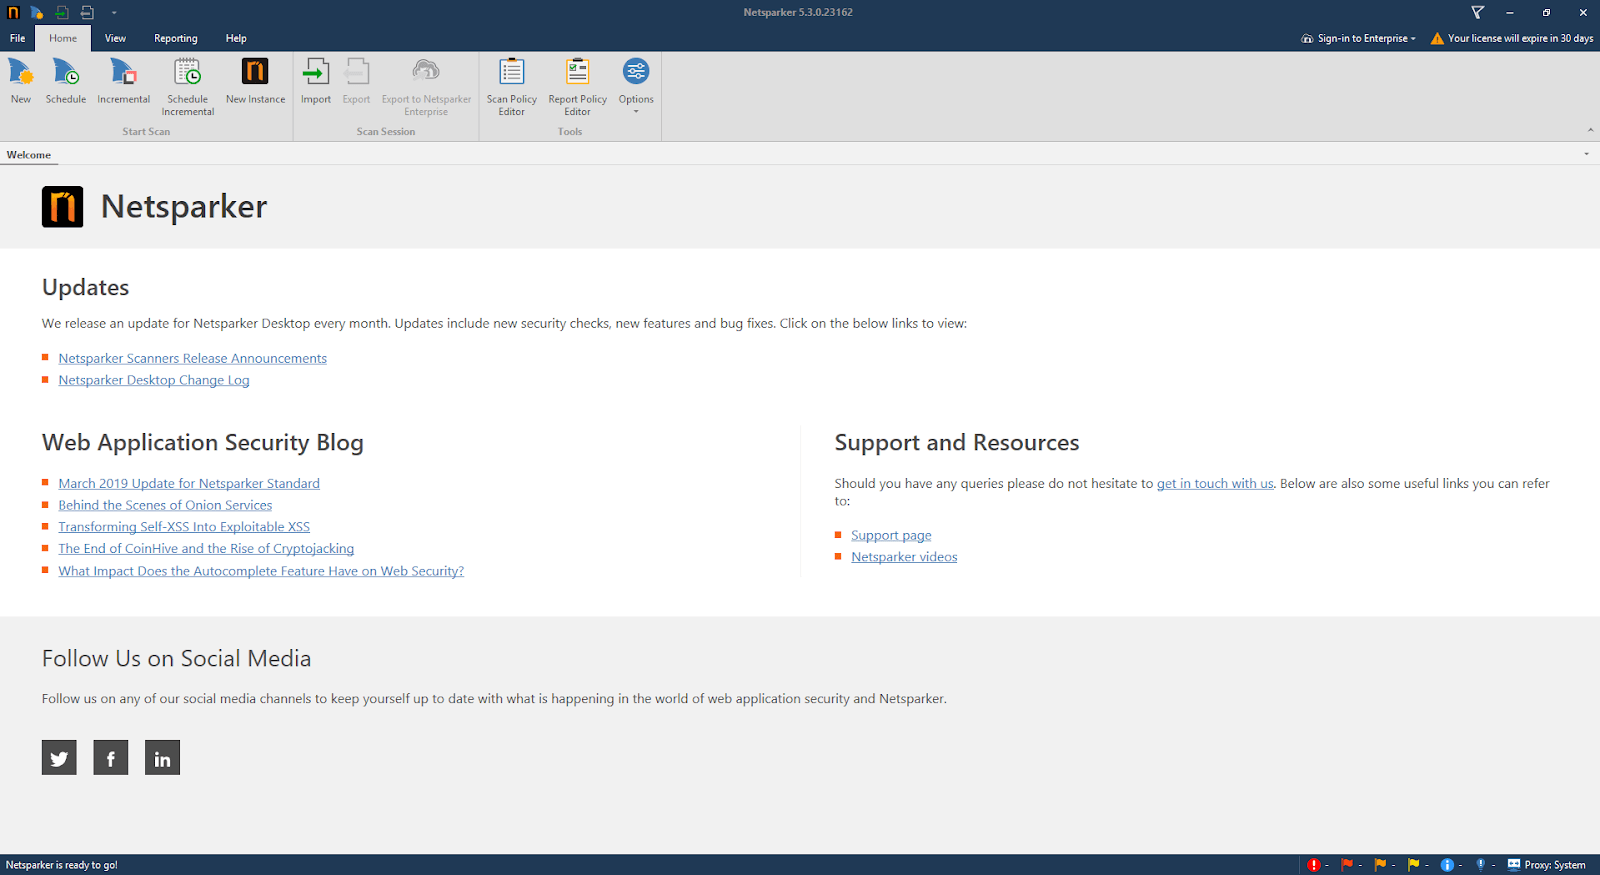 Netsparker 5.3.0.23162
File Home View Reporting Help
Sign-in to Enterprise
Your license will expire in 30 days
New
Schedule
Incremental
Schedule
Incremental
New Instance
Start Scan
Import
Export
Export to Netsparker
Enterprise
Scan Session
Scan Policy
Editor
Report Policy
Editor
Options
Tools
Welcome
Netsparker
Updates
We release an update for Netsparker Desktop every month. Updates include new security checks, new features and bug fixes. Click on the below links to view:
Netsparker Scanners Release Announcements
Netsparker Desktop Change Log
Web Application Security Blog
March 2019 Update for Netsparker Standard
Behind the Scenes of Onion Services
Transforming Self-XSS Into Exploitable XSS
The End of CoinHive and the Rise of Cryptojacking
What Impact Does the Autocomplete Feature Have on Web Security?
Support and Resources
Should you have any queries please do not hesitate to get in touch with us. Below are also some useful links you can refer
to:
Support page
Netsparker videos
Follow Us on Social Media
Follow us on any of our social media channels to keep yourself up to date with what is happening in the world of web application security and Netsparker.
Netsparker is ready to go!
- - - - - - Proxy: System